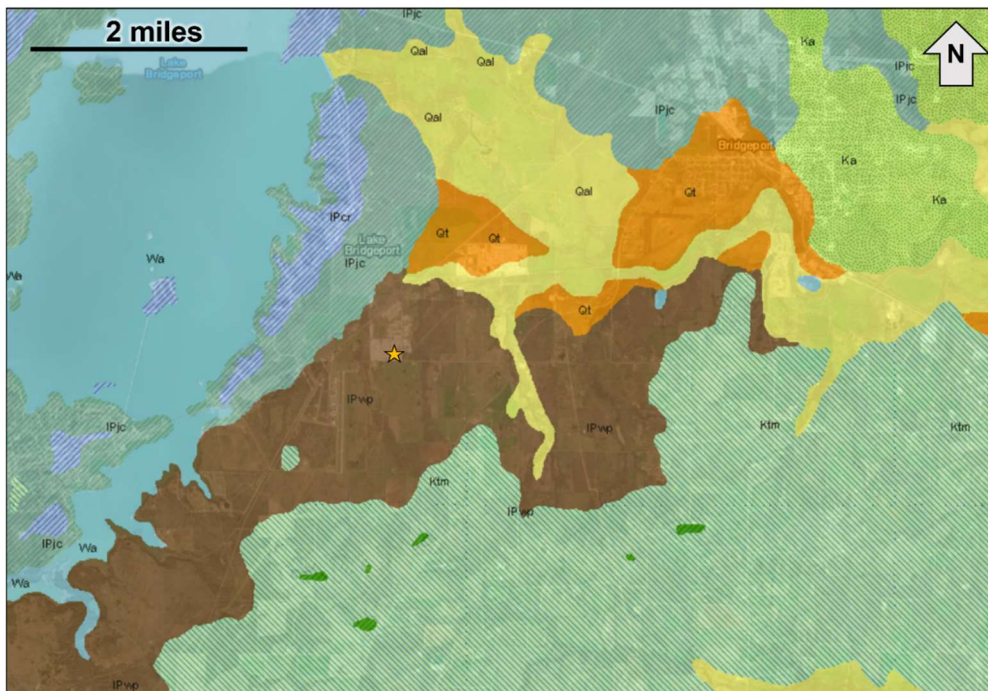 2 miles
N
IPjc
Qal
Qal
Ka
IPjc
IPjc
Lake
Bridgeport
Qal
IPjc
Bridgeport
Ka
Qal
Qt
Ka
IPcr
Qt
Qt
Lake
Bridgeport
IPjc
Wa
Wa
Qt
IPwp
IPjc
IPwp
Ktm
Ktm
Ktm
IPwp
IPjc
Wa
Wa
IPwp